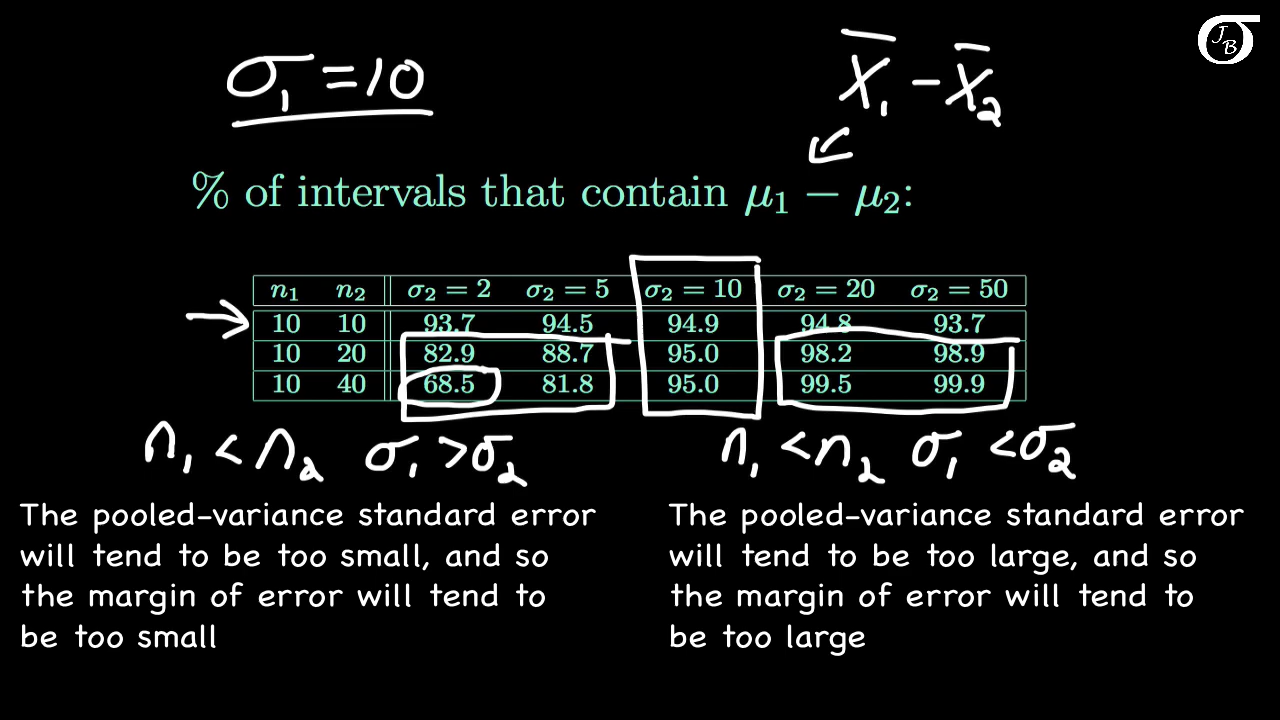 σ₁ = 10
X̄₁ − X̄₂
JB
% of intervals that contain μ₁ − μ₂:
n₁ n₂ σ₂ = 2 σ₂ = 5 σ₂ = 10 σ₂ = 20 σ₂ = 50
10 10 93.7 94.5 94.9 94.8 93.7
10 20 82.9 88.7 95.0 98.2 98.9
10 40 68.5 81.8 95.0 99.5 99.9
n₁ < n₂ σ₁ > σ₂
The pooled-variance standard error
will tend to be too small, and so
the margin of error will tend to
be too small
n₁ < n₂ σ₁ < σ₂
The pooled-variance standard error
will tend to be too large, and so
the margin of error will tend to
be too large